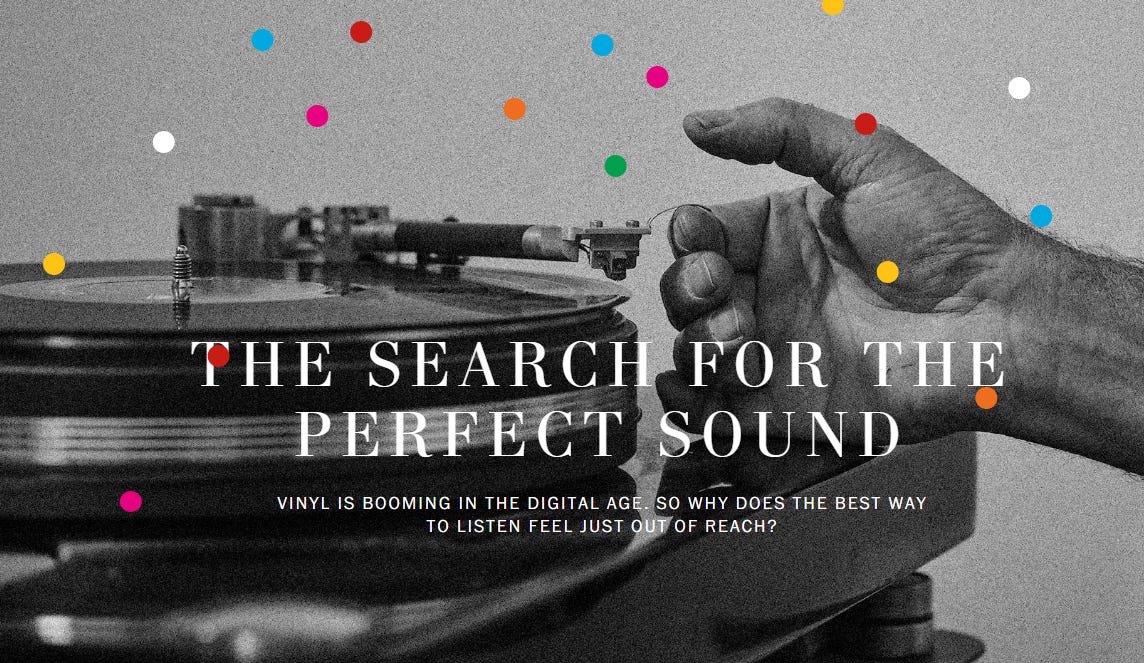 THE SEARCH FOR THE
PERFECT SOUND
VINYL IS BOOMING IN THE DIGITAL AGE. SO WHY DOES THE BEST WAY
TO LISTEN FEEL JUST OUT OF REACH?